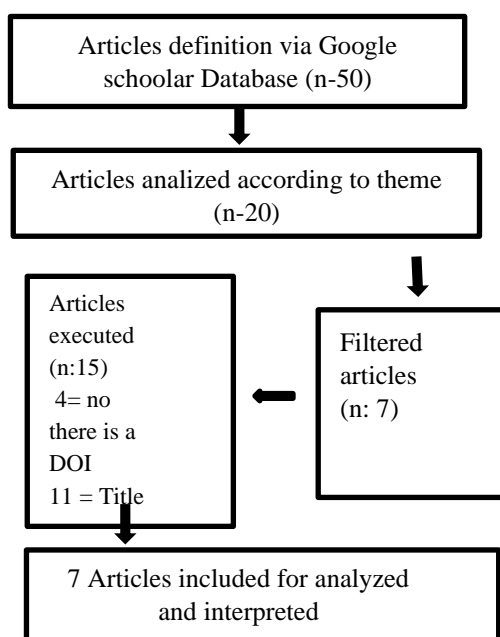 Articles definition via Google
schoolar Database (n-50)
Articles analized according to theme
(n-20)
Articles
executed
(n:15)
4= no
there is a
DOI
11 = Title
Filtered
articles
(n: 7)
7 Articles included for analyzed
and interpreted